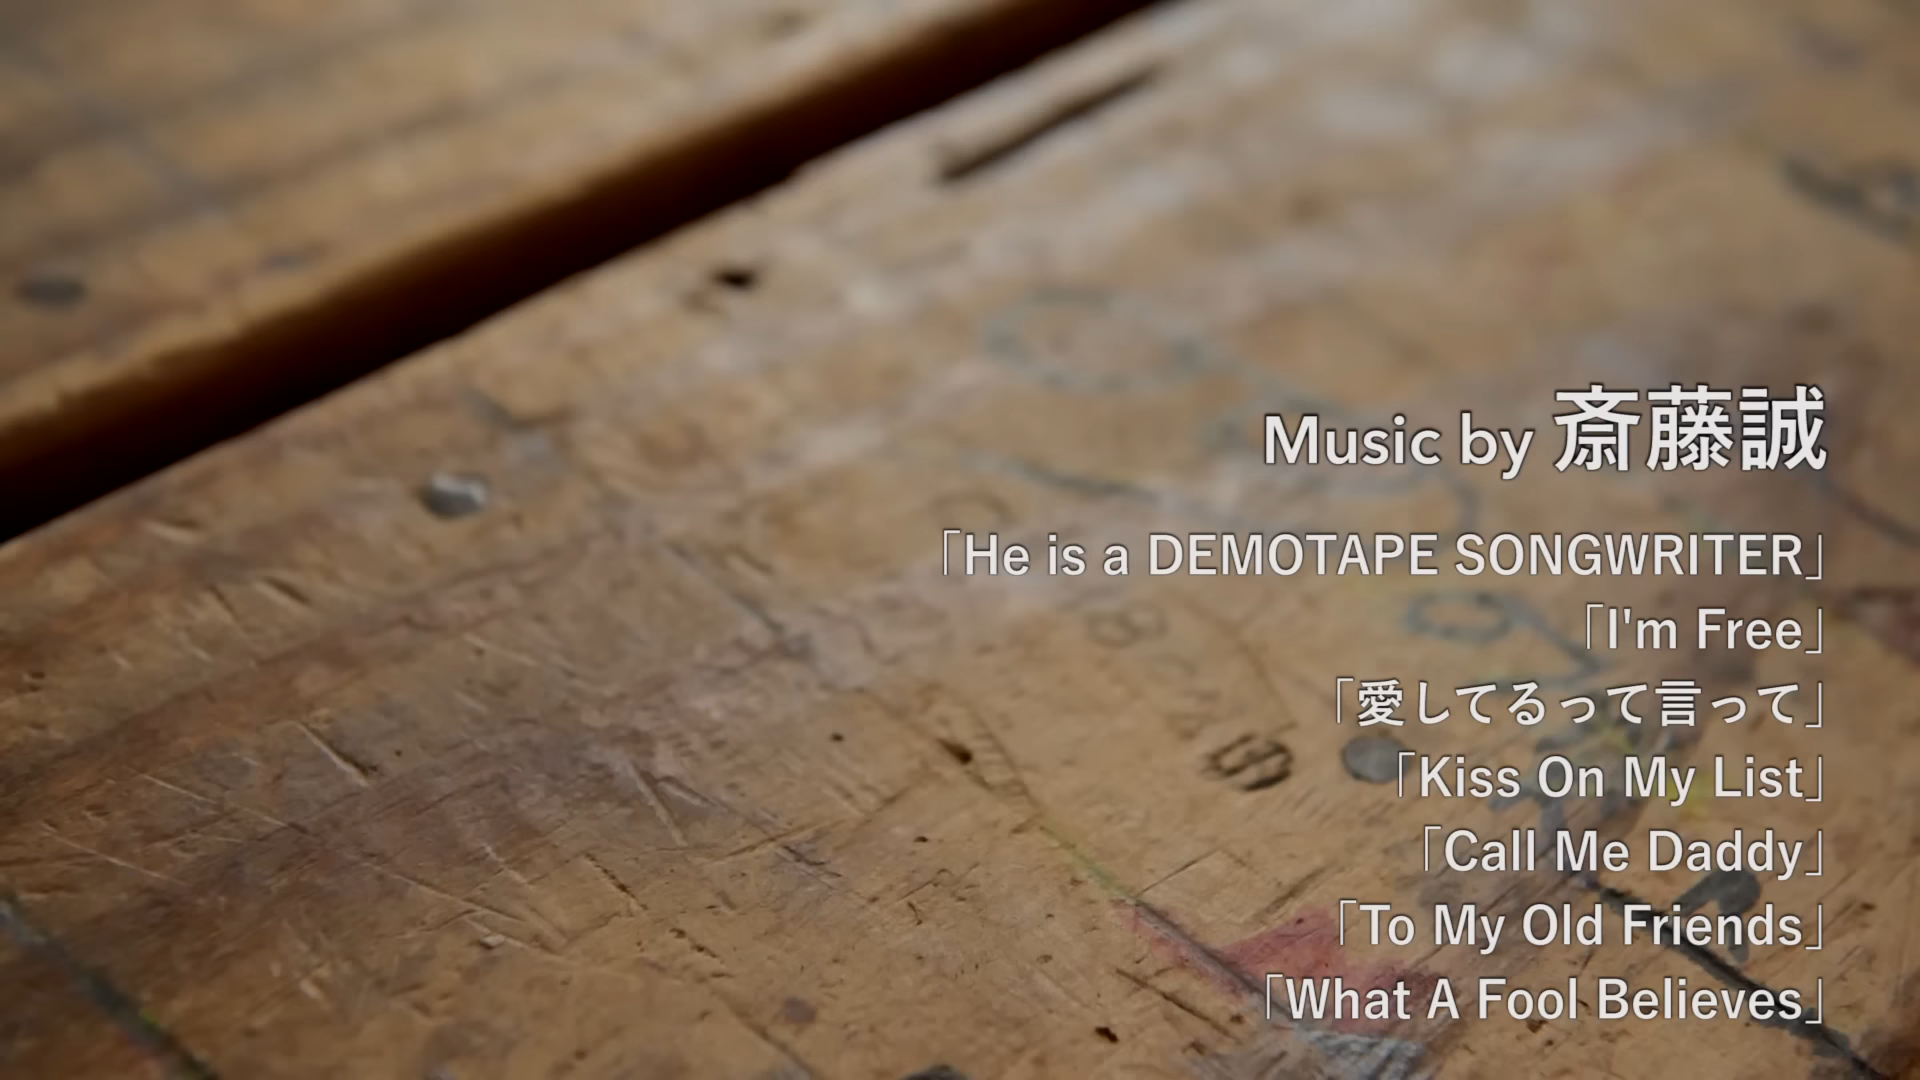 Music by 斎藤誠
「He is a DEMOTAPE SONGWRITER」
「I'm Free」
「愛してるって言って」
「Kiss On My List」
「Call Me Daddy」
「To My Old Friends」
「What A Fool Believes」